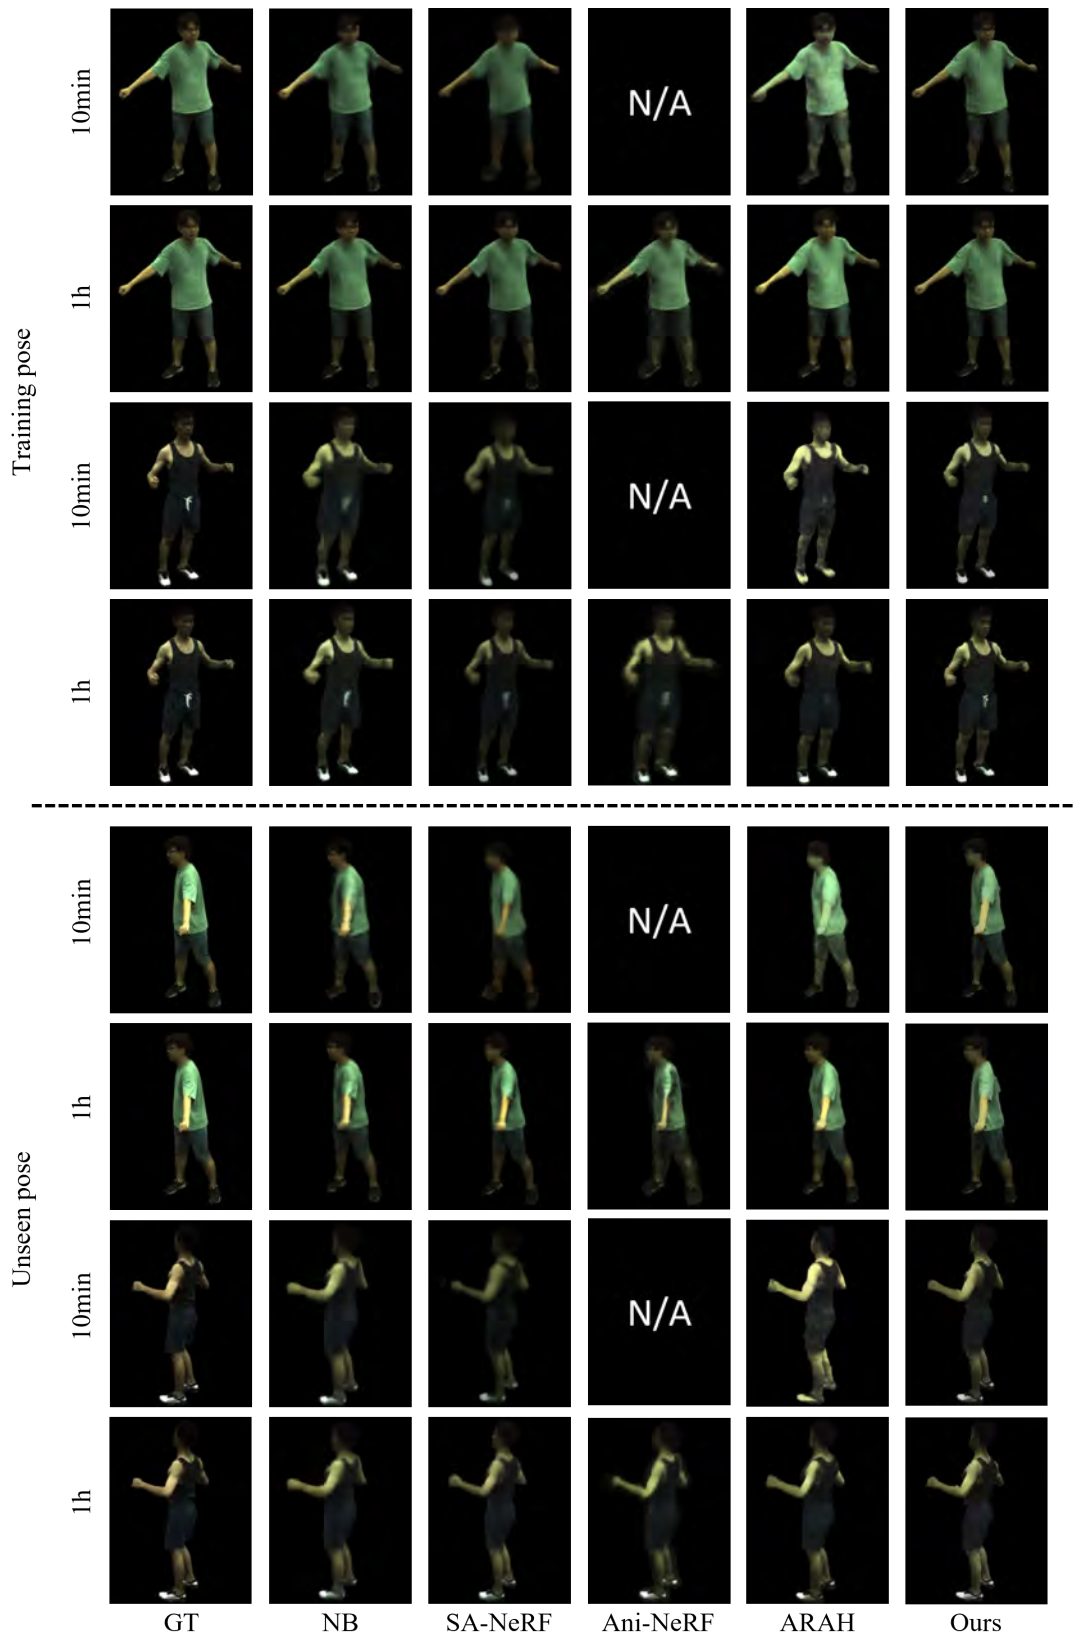 Training pose
10min
N/A
1h
10min
N/A
1h
Unseen pose
10min
N/A
1h
10min
N/A
1h
GT NB SA-NeRF Ani-NeRF ARAH Ours